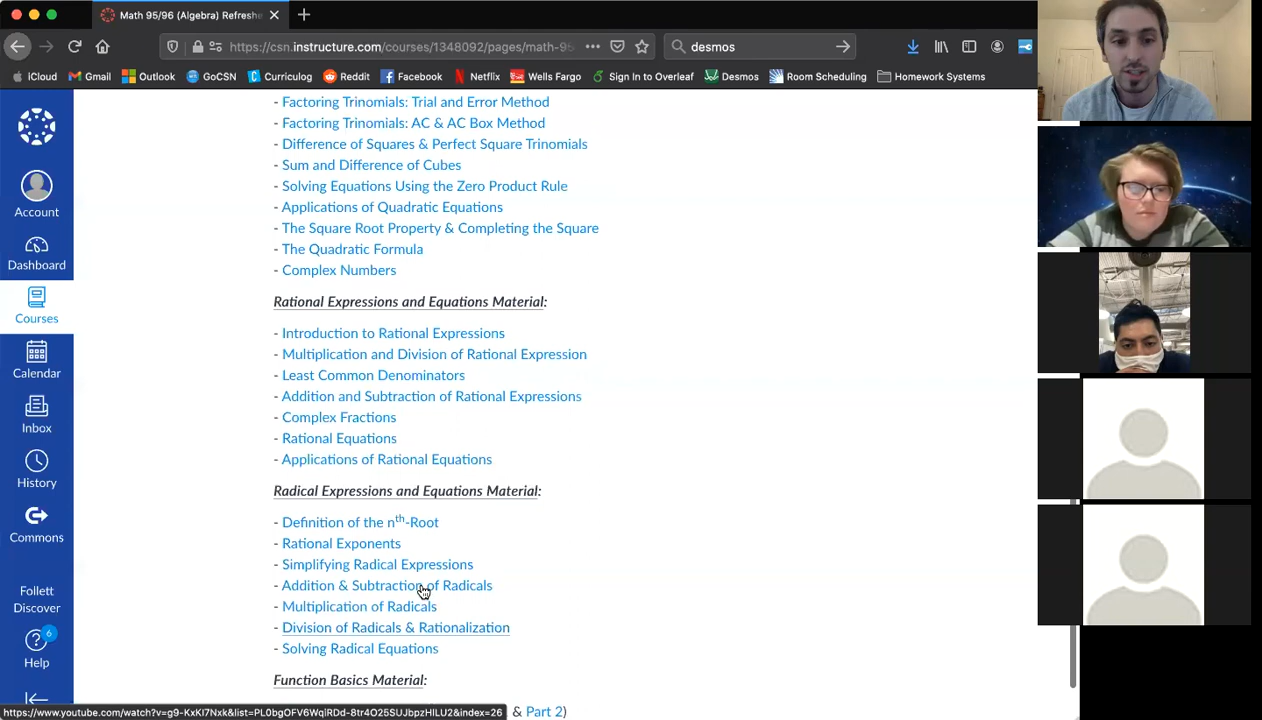 Math 95/96 (Algebra) Refreshe
https://csn.instructure.com/courses/1348092/pages/math-95
desmos
iCloud
Gmail
Outlook
GoCSN
Curriculog
Reddit
Facebook
Netflix
Wells Fargo
Sign In to Overleaf
Desmos
Room Scheduling
Homework Systems
Account
Dashboard
Courses
Calendar
Inbox
History
Commons
Follett
Discover
6
Help
- Factoring Trinomials: Trial and Error Method
- Factoring Trinomials: AC & AC Box Method
- Difference of Squares & Perfect Square Trinomials
- Sum and Difference of Cubes
- Solving Equations Using the Zero Product Rule
- Applications of Quadratic Equations
- The Square Root Property & Completing the Square
- The Quadratic Formula
- Complex Numbers
Rational Expressions and Equations Material:
- Introduction to Rational Expressions
- Multiplication and Division of Rational Expression
- Least Common Denominators
- Addition and Subtraction of Rational Expressions
- Complex Fractions
- Rational Equations
- Applications of Rational Equations
Radical Expressions and Equations Material:
- Definition of the nth-Root
- Rational Exponents
- Simplifying Radical Expressions
- Addition & Subtraction of Radicals
- Multiplication of Radicals
- Division of Radicals & Rationalization
- Solving Radical Equations
Function Basics Material:
& Part 2)